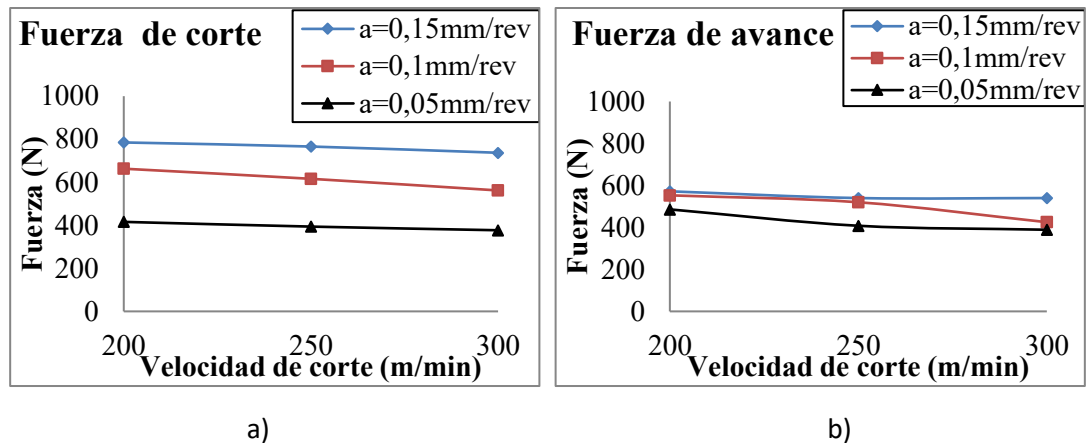 Fuerza de corte
a=0,15mm/rev
a=0,1mm/rev
a=0,05mm/rev
1000
800
600
400
200
0
Fuerza (N)
200
250
300
Velocidad de corte (m/min)
a)
Fuerza de avance
a=0,15mm/rev
a=0,1mm/rev
a=0,05mm/rev
1000
800
600
400
200
0
Fuerza (N)
200
250
300
Velocidad de corte (m/min)
b)